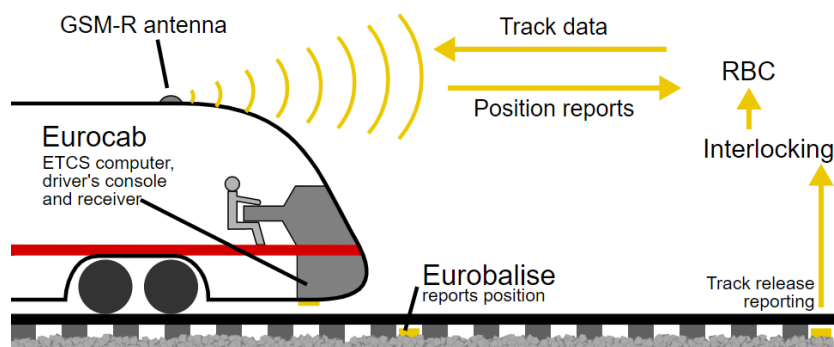 GSM-R antenna
Track data
RBC
Position reports
Eurocab
ETCS computer,
driver's console
and receiver
Interlocking
Eurobalise
reports position
Track release
reporting